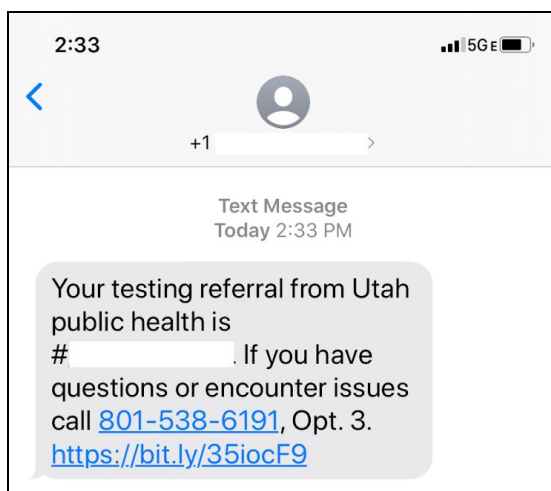 2:33
5GE
+1
Text Message
Today 2:33 PM
Your testing referral from Utah
public health is
# . If you have
questions or encounter issues
call 801-538-6191, Opt. 3.
https://bit.ly/35iocF9